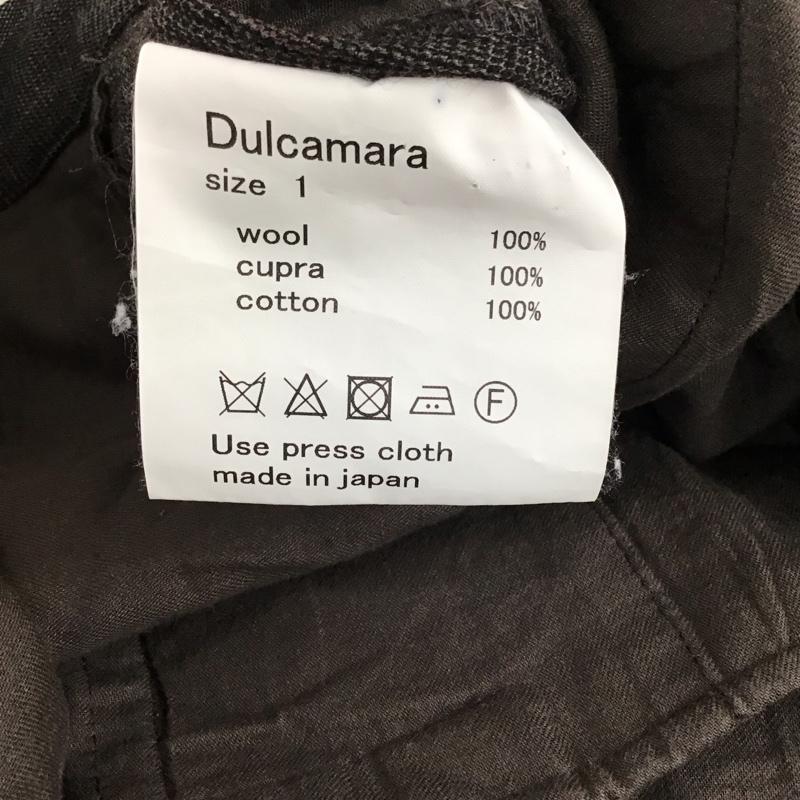 Dulcamara
size 1
wool 100%
cupra 100%
cotton 100%
F
Use press cloth
made in japan